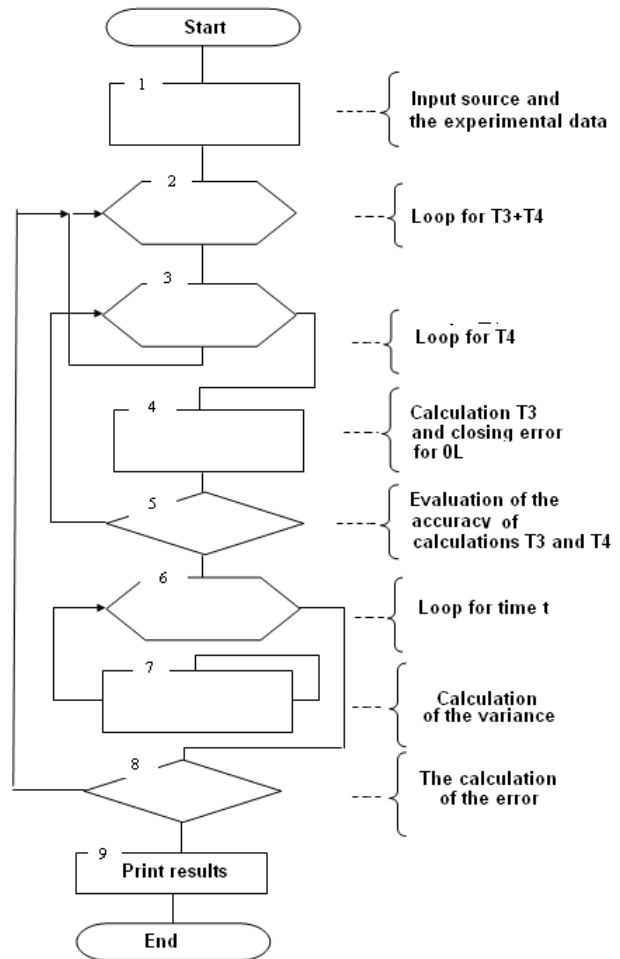 Start
1
Input source and
the experimental data
2
Loop for T3+T4
3
Loop for T4
4
Calculation T3
and closing error
for 0L
5
Evaluation of the
accuracy of
calculations T3 and T4
6
Loop for time t
7
Calculation
of the variance
8
The calculation
of the error
9
Print results
End